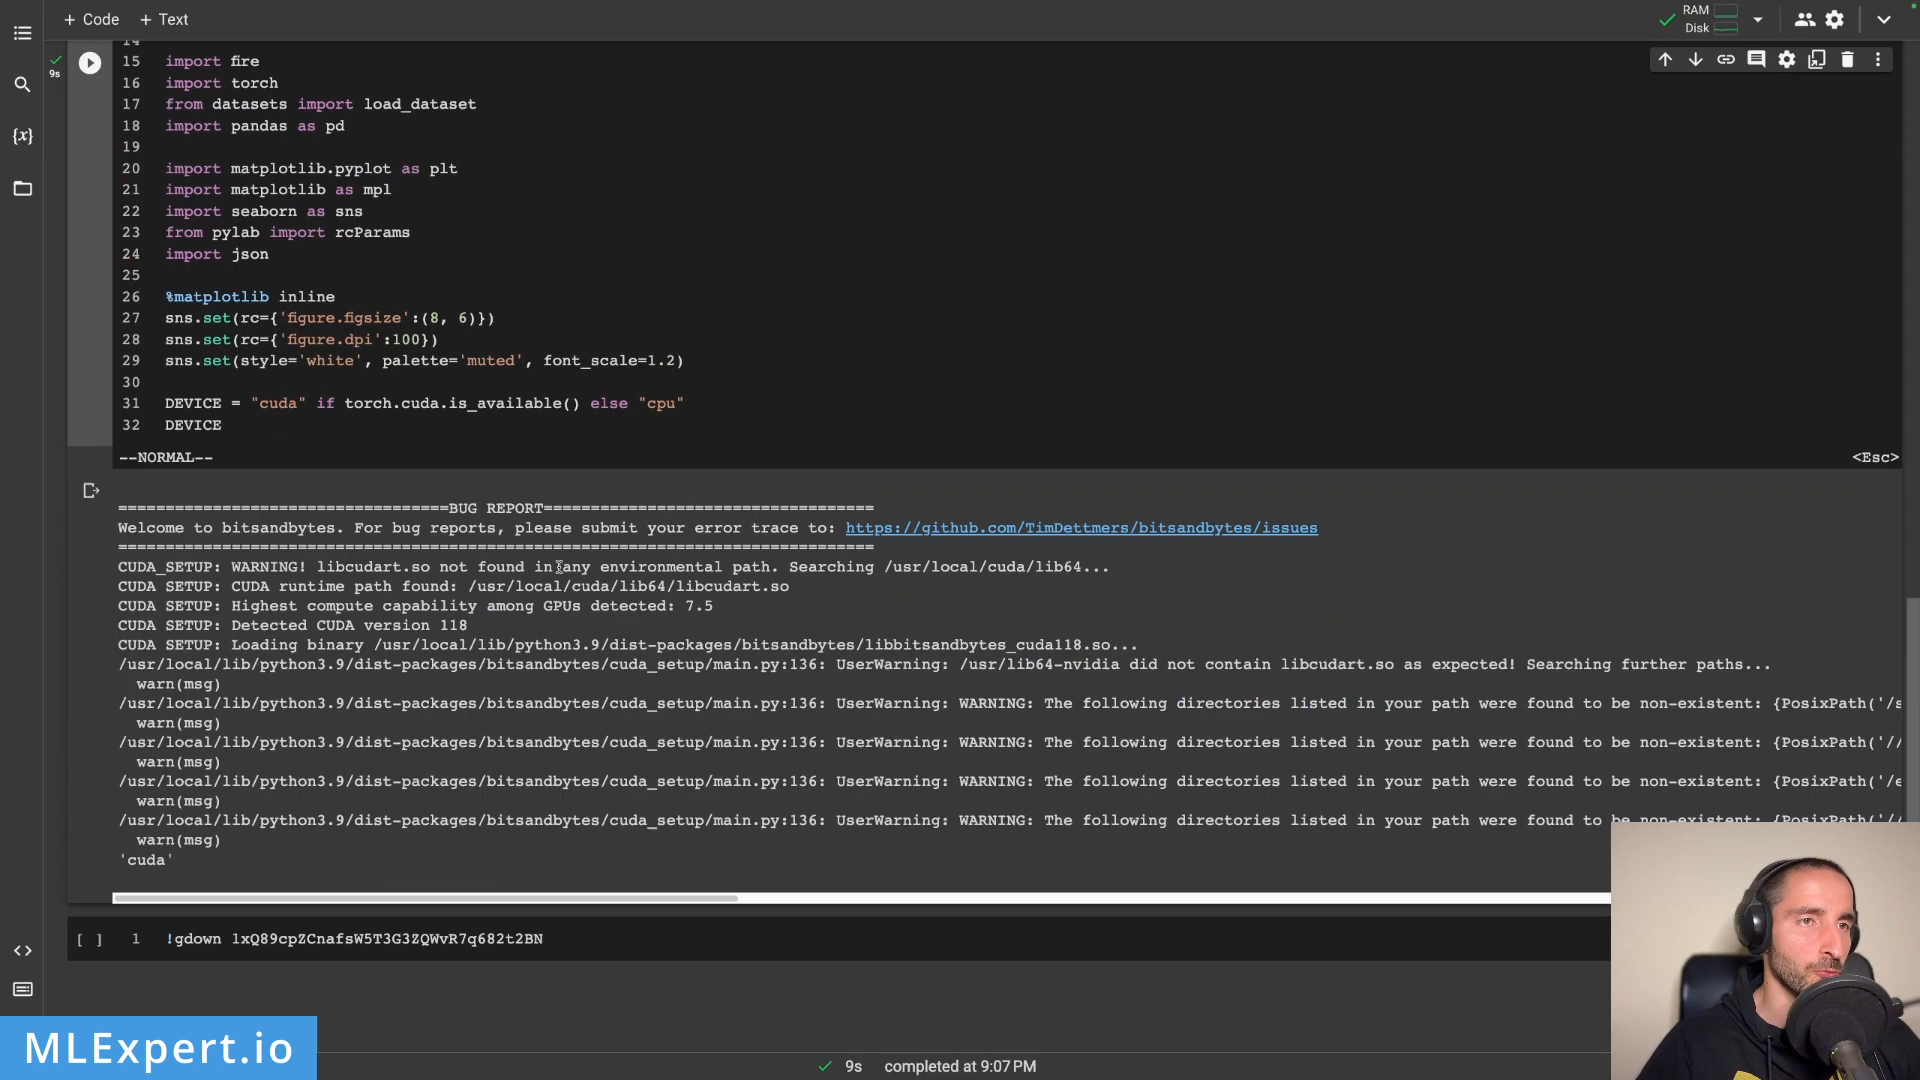 + Code + Text
RAM
Disk
9s
14
15 import fire
16 import torch
17 from datasets import load_dataset
18 import pandas as pd
19
20 import matplotlib.pyplot as plt
21 import matplotlib as mpl
22 import seaborn as sns
23 from pylab import rcParams
24 import json
25
26 %matplotlib inline
27 sns.set(rc={'figure.figsize':(8, 6)})
28 sns.set(rc={'figure.dpi':100})
29 sns.set(style='white', palette='muted', font_scale=1.2)
30
31 DEVICE = "cuda" if torch.cuda.is_available() else "cpu"
32 DEVICE
--NORMAL-- <Esc>
===================================BUG REPORT===================================
Welcome to bitsandbytes. For bug reports, please submit your error trace to: https://github.com/TimDettmers/bitsandbytes/issues
================================================================================
CUDA_SETUP: WARNING! libcudart.so not found in any environmental path. Searching /usr/local/cuda/lib64...
CUDA SETUP: CUDA runtime path found: /usr/local/cuda/lib64/libcudart.so
CUDA SETUP: Highest compute capability among GPUs detected: 7.5
CUDA SETUP: Detected CUDA version 118
CUDA SETUP: Loading binary /usr/local/lib/python3.9/dist-packages/bitsandbytes/libbitsandbytes_cuda118.so...
/usr/local/lib/python3.9/dist-packages/bitsandbytes/cuda_setup/main.py:136: UserWarning: /usr/lib64-nvidia did not contain libcudart.so as expected! Searching further paths...
warn(msg)
/usr/local/lib/python3.9/dist-packages/bitsandbytes/cuda_setup/main.py:136: UserWarning: WARNING: The following directories listed in your path were found to be non-existent: {PosixPath('/s
warn(msg)
/usr/local/lib/python3.9/dist-packages/bitsandbytes/cuda_setup/main.py:136: UserWarning: WARNING: The following directories listed in your path were found to be non-existent: {PosixPath('//
warn(msg)
/usr/local/lib/python3.9/dist-packages/bitsandbytes/cuda_setup/main.py:136: UserWarning: WARNING: The following directories listed in your path were found to be non-existent: {PosixPath('/e
warn(msg)
/usr/local/lib/python3.9/dist-packages/bitsandbytes/cuda_setup/main.py:136: UserWarning: WARNING: The following directories listed in your path were found to be non-existent: {PosixPath('//
warn(msg)
'cuda'
[ ] 1 !gdown 1xQ89cpZCnafsW5T3G3ZQWvR7q682t2BN
MLExpert.io
9s completed at 9:07 PM